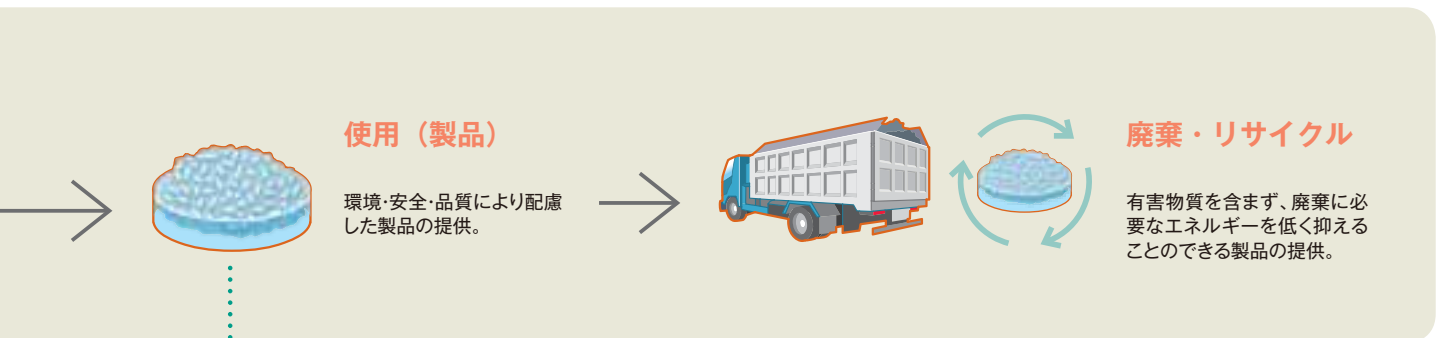 使用（製品）
環境・安全・品質により配慮
した製品の提供。
廃棄・リサイクル
有害物質を含まず、廃棄に必
要なエネルギーを低く抑える
ことのできる製品の提供。